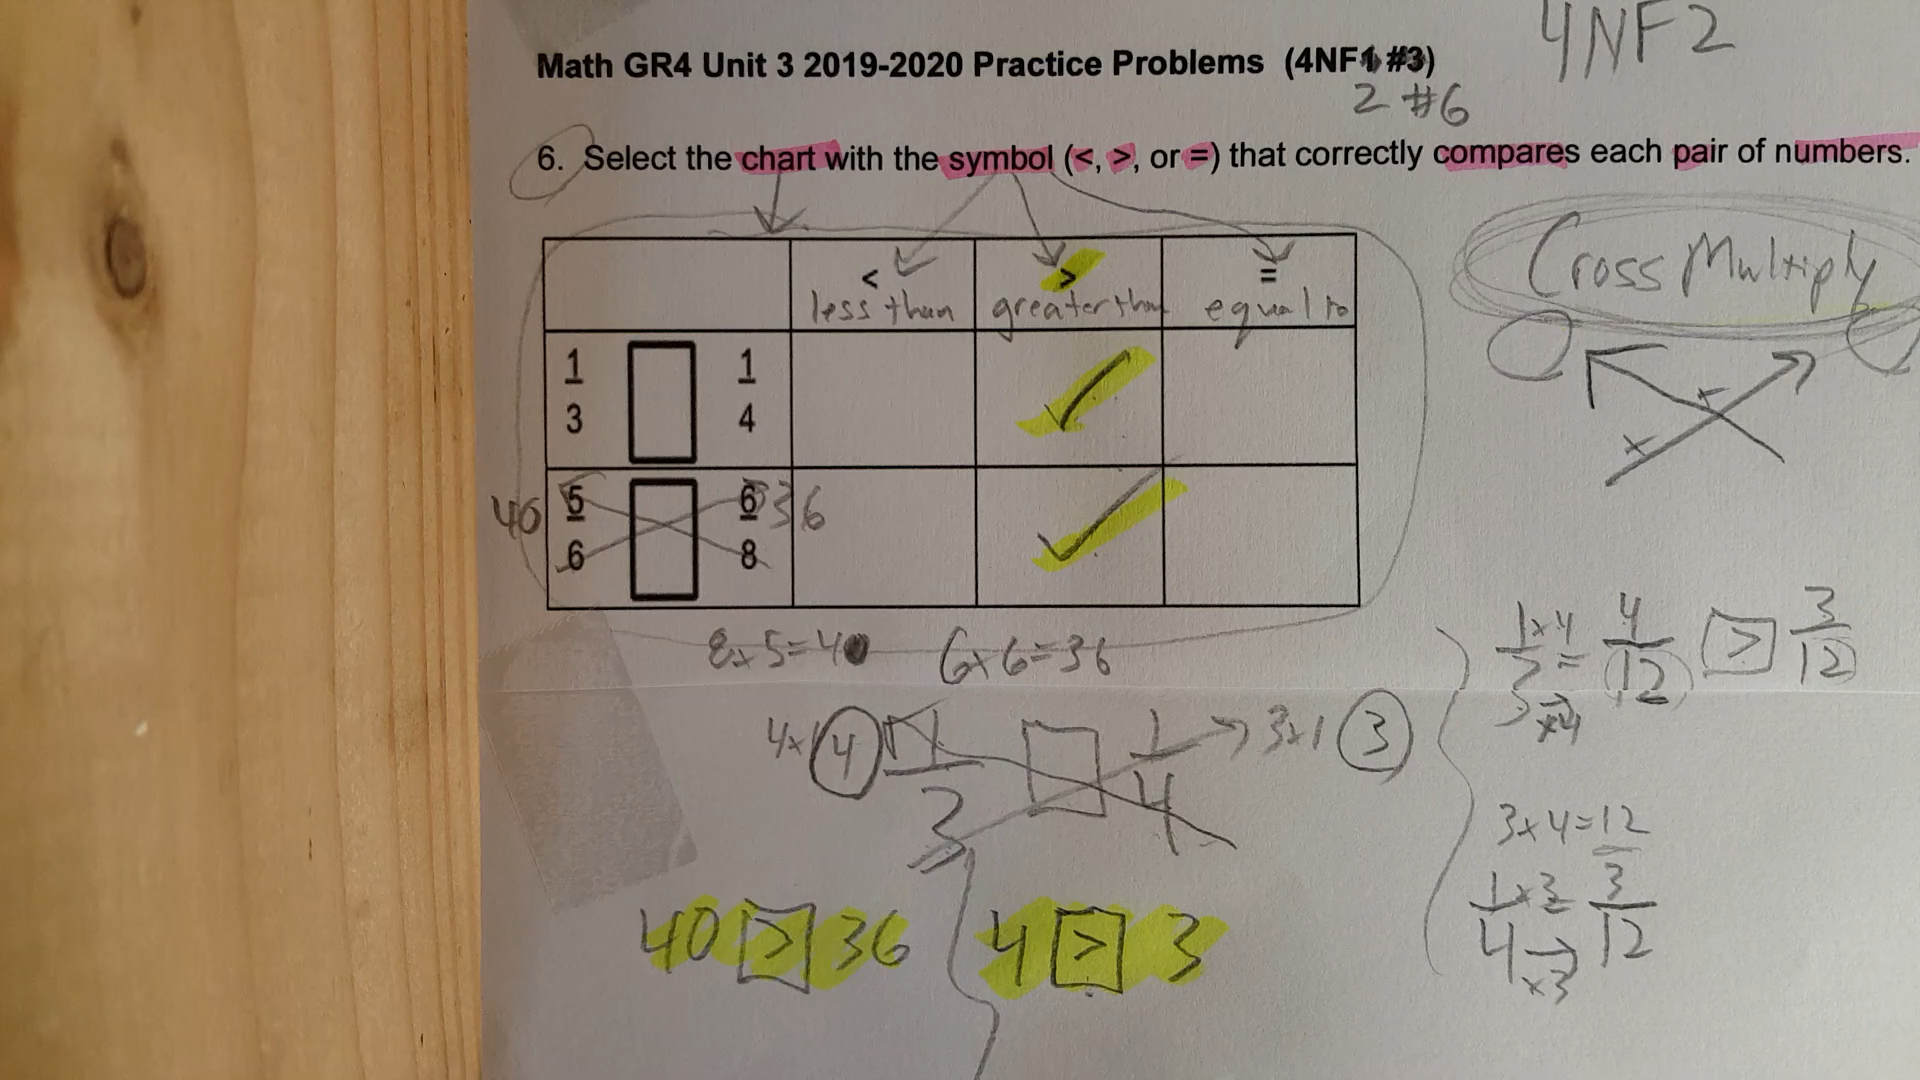 4NF2
Math GR4 Unit 3 2019-2020 Practice Problems (4NF1 #3)
2 #6
6. Select the chart with the symbol (<, >, or =) that correctly compares each pair of numbers.
Cross Multiply
< > =
less than greater than equal to
1 1
3 4
40 5 6 36
6 8
x x
8x5=40 6x6=36
1x4= 4 > 3
3x4 12 12
4x1 4 1 1 3x1 3
3 4
3x4=12
1x3= 3
4x3 12
40 > 36 4 > 3